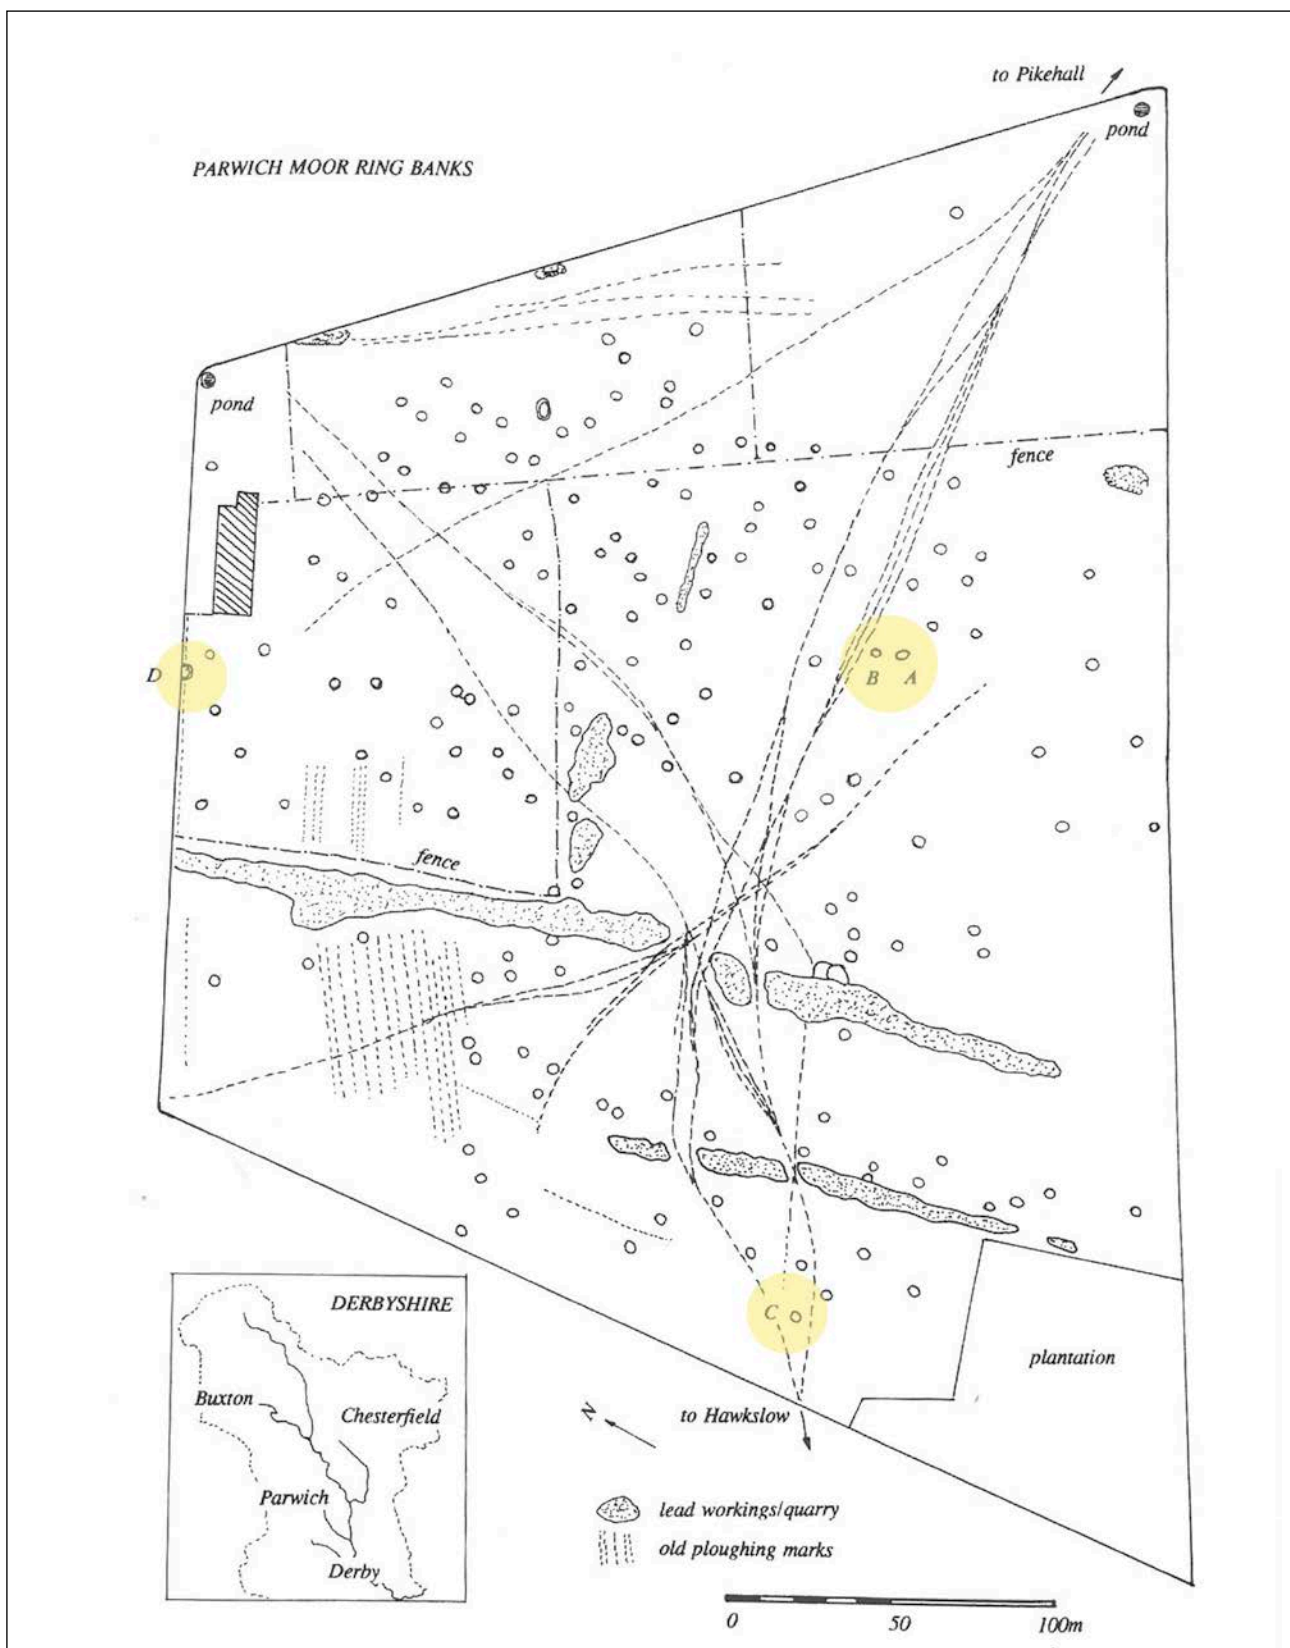 to Pikehall
pond
PARWICH MOOR RING BANKS
pond
fence
D
B A
fence
C
DERBYSHIRE
Buxton
Chesterfield
Parwich
Derby
N
to Hawkslow
plantation
lead workings/quarry
old ploughing marks
0 50 100m